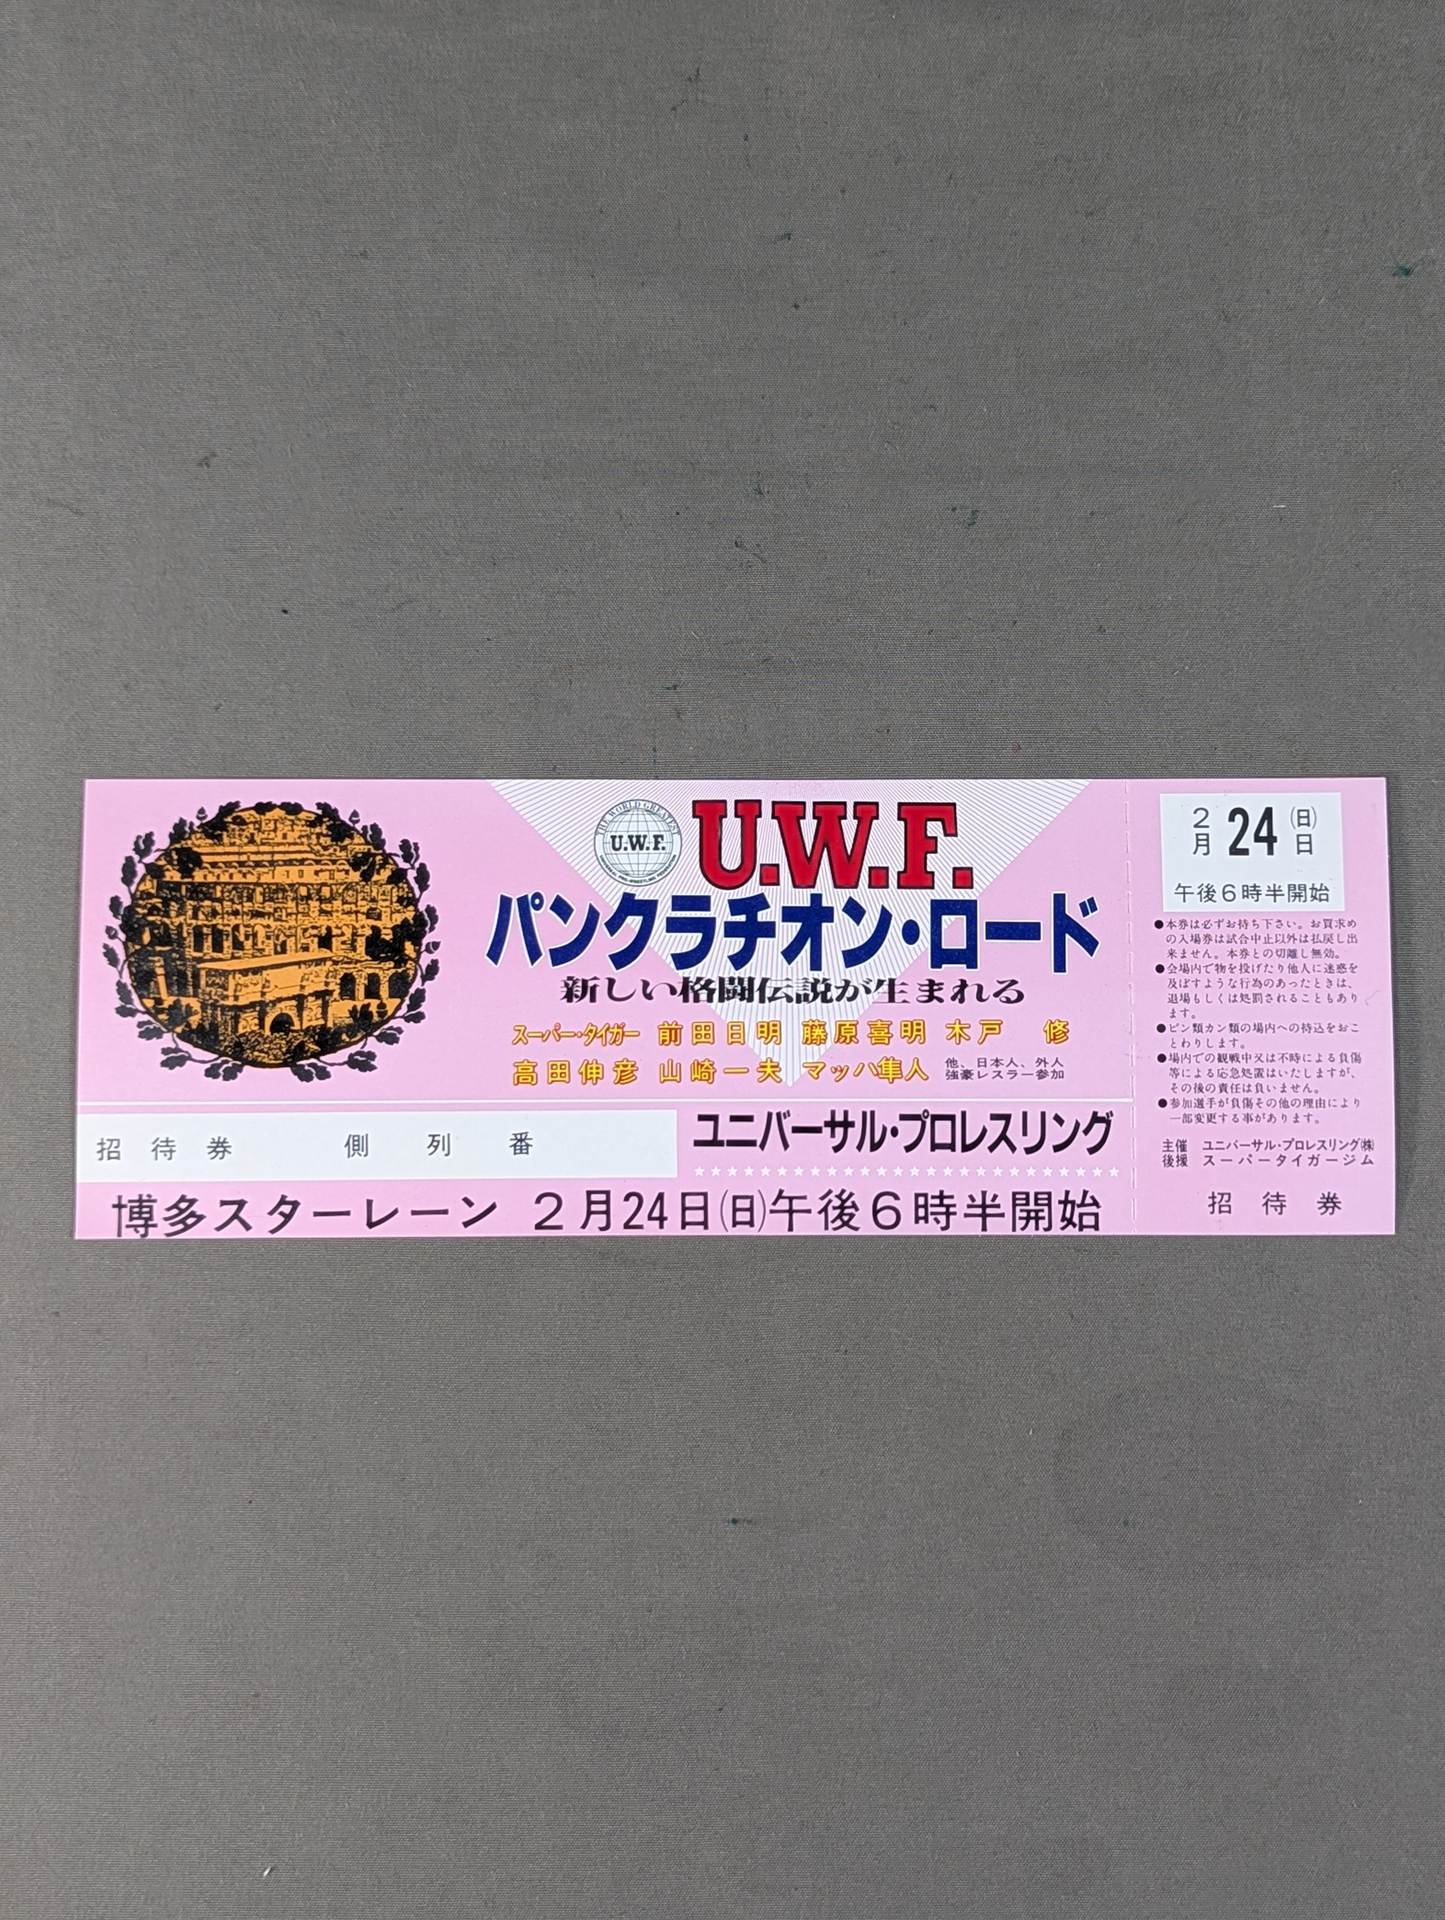 THE WORLD GREATEST
U.W.F.
U.W.F.
パンクラチオン・ロード
新しい格闘伝説が生まれる
スーパー・タイガー 前田日明 藤原喜明 木戸 修
高田伸彦 山崎一夫 マッハ隼人 他、日本人、外人
強豪レスラー参加
招待券 側 列 番
ユニバーサル・プロレスリング
博多スターレーン 2月24日(日)午後6時半開始
2月24日(日)
午後6時半開始
●本券は必ずお持ち下さい。お買求め
の入場券は試合中止以外は払戻し出
来ません。本券との切離し無効。
●会場内で物を投げたり他人に迷惑を
及ぼすような行為のあったときは、
退場もしくは処罰されることもあり
ます。
●ビン類カン類の場内への持込をおこ
とわりします。
●場内での観戦中又は不時による負傷
等による応急処置はいたしますが、
その後の責任は負いません。
●参加選手が負傷その他の理由により
一部変更する事があります。
主催 ユニバーサル・プロレスリング㈱
後援 スーパータイガージム
招待券